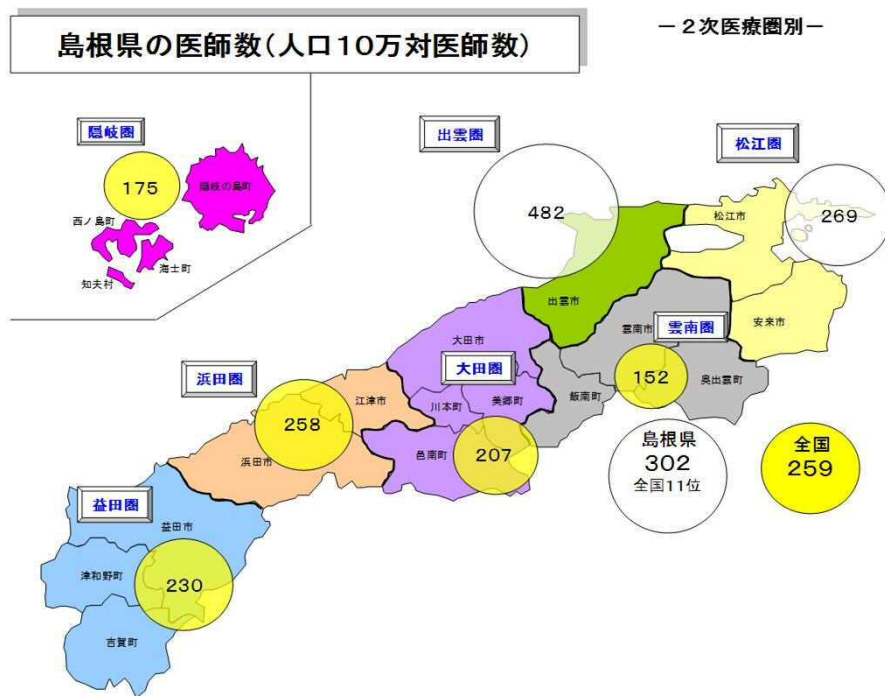 島根県の医師数(人口10万対医師数)
－２次医療圏別－
隠岐圏
175
隠岐の島町
西ノ島町
海士町
知夫村
出雲圏
482
出雲市
松江圏
松江市
269
安来市
雲南圏
雲南市
152
奥出雲町
飯南町
大田市
大田圏
川本町
美郷町
邑南町
207
浜田圏
江津市
258
浜田市
島根県
302
全国11位
全国
259
益田圏
益田市
津和野町
230
吉賀町